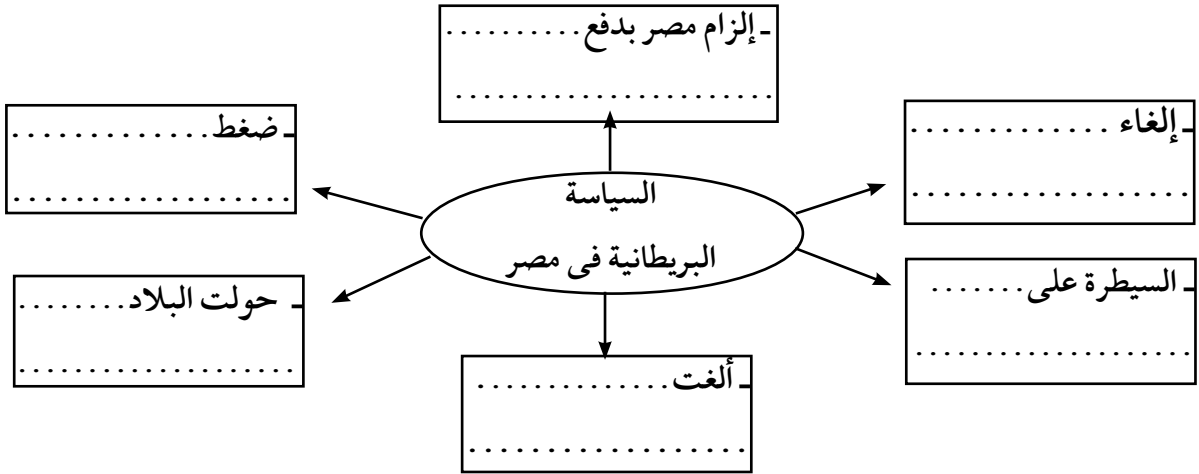 ـ إلزام مصر بدفع..........
......................
ـ إلغاء .............
..................
ـ ضغط.............
..................
السياسة
البريطانية فى مصر
ـ السيطرة على.......
..................
ـ حولت البلاد........
..................
ـ ألغت..............
..................